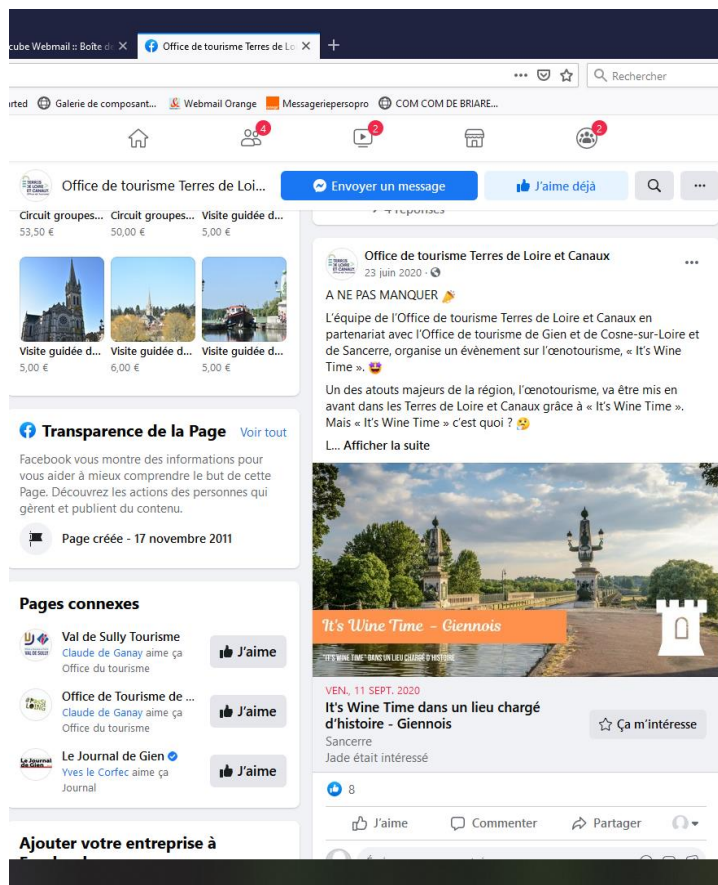 cube Webmail :: Boîte d
Office de tourisme Terres de Lo
Rechercher
arted
Galerie de composant...
Webmail Orange
Messageriepersopro
COM COM DE BRIARE...
4
2
2
Office de tourisme Terres de Loi...
Envoyer un message
J'aime déjà
Circuit groupes...
Circuit groupes...
Visite guidée d...
53,50 €
50,00 €
5,00 €
Visite guidée d...
Visite guidée d...
Visite guidée d...
5,00 €
6,00 €
5,00 €
Transparence de la Page
Voir tout
Facebook vous montre des informations pour
vous aider à mieux comprendre le but de cette
Page. Découvrez les actions des personnes qui
gèrent et publient du contenu.
Page créée - 17 novembre 2011
Pages connexes
VAL DE SULLY
Val de Sully Tourisme
Claude de Ganay aime ça
Office du tourisme
J'aime
Office de Tourisme de ...
Claude de Ganay aime ça
Office du tourisme
J'aime
Le Journal
de Gien
Le Journal de Gien
Yves le Corfec aime ça
Journal
J'aime
Ajouter votre entreprise à
4 réponses
Office de tourisme Terres de Loire et Canaux
23 juin 2020
A NE PAS MANQUER
L'équipe de l'Office de tourisme Terres de Loire et Canaux en
partenariat avec l'Office de tourisme de Gien et de Cosne-sur-Loire et
de Sancerre, organise un évènement sur l'œnotourisme, « It's Wine
Time ».
Un des atouts majeurs de la région, l'œnotourisme, va être mis en
avant dans les Terres de Loire et Canaux grâce à « It's Wine Time ».
Mais « It's Wine Time » c'est quoi ?
L... Afficher la suite
It's Wine Time - Giennois
"IT'S WINE TIME" DANS UN LIEU CHARGÉ D'HISTOIRE
VEN., 11 SEPT. 2020
It's Wine Time dans un lieu chargé
d'histoire - Giennois
Sancerre
Jade était intéressé
Ça m'intéresse
8
J'aime
Commenter
Partager